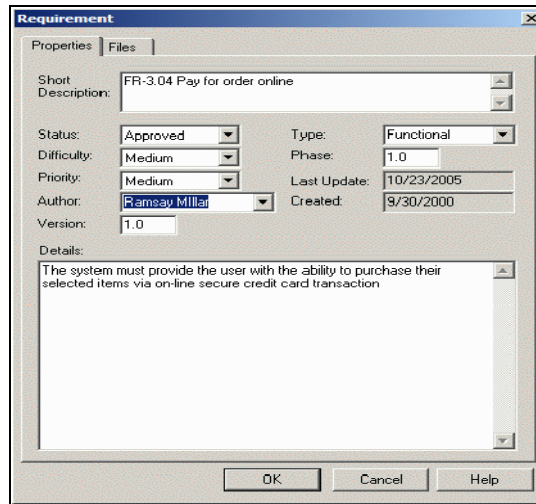 Requirement
Properties Files
Short Description: FR-3.04 Pay for order online
Status: Approved Type: Functional
Difficulty: Medium Phase: 1.0
Priority: Medium Last Update: 10/23/2005
Author: Ramsay MIllar Created: 9/30/2000
Version: 1.0
Details:
The system must provide the user with the ability to purchase their
selected items via on-line secure credit card transaction
OK Cancel Help